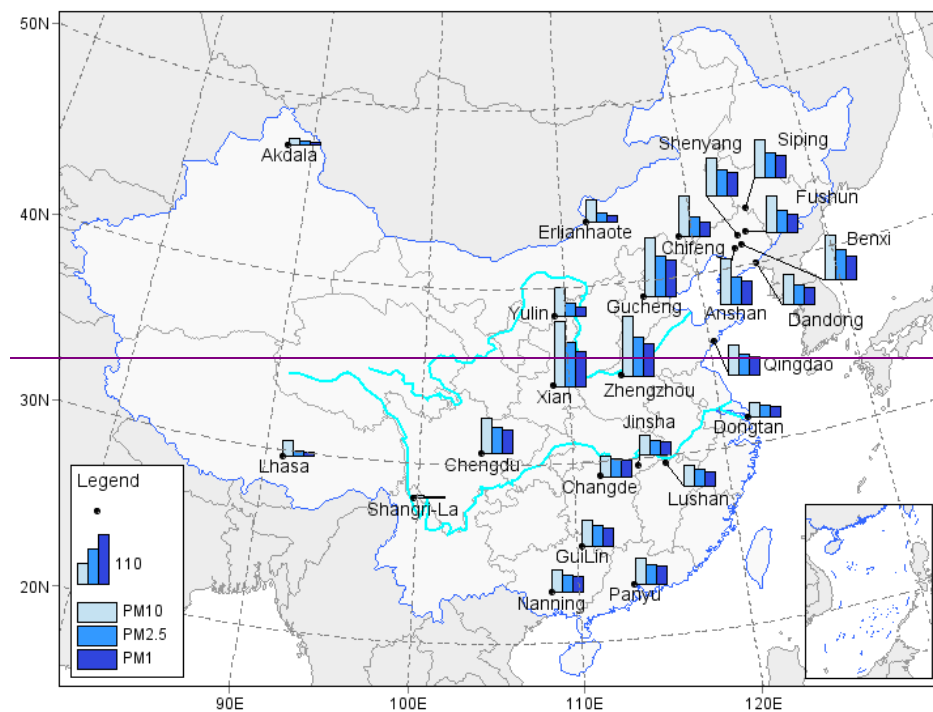 50N
40N
30N
20N
90E
100E
110E
120E
Akdala
Shenyang
Siping
Fushun
Benxi
Erlianhaote
Chifeng
Gucheng
Anshan
Dandong
Yulin
Qingdao
Xian
Zhengzhou
Dongtan
Jinsha
Lhasa
Chengdu
Changde
Lushan
Shangri-La
GuiLin
Nanning
Panyu
Legend
110
PM10
PM2.5
PM1